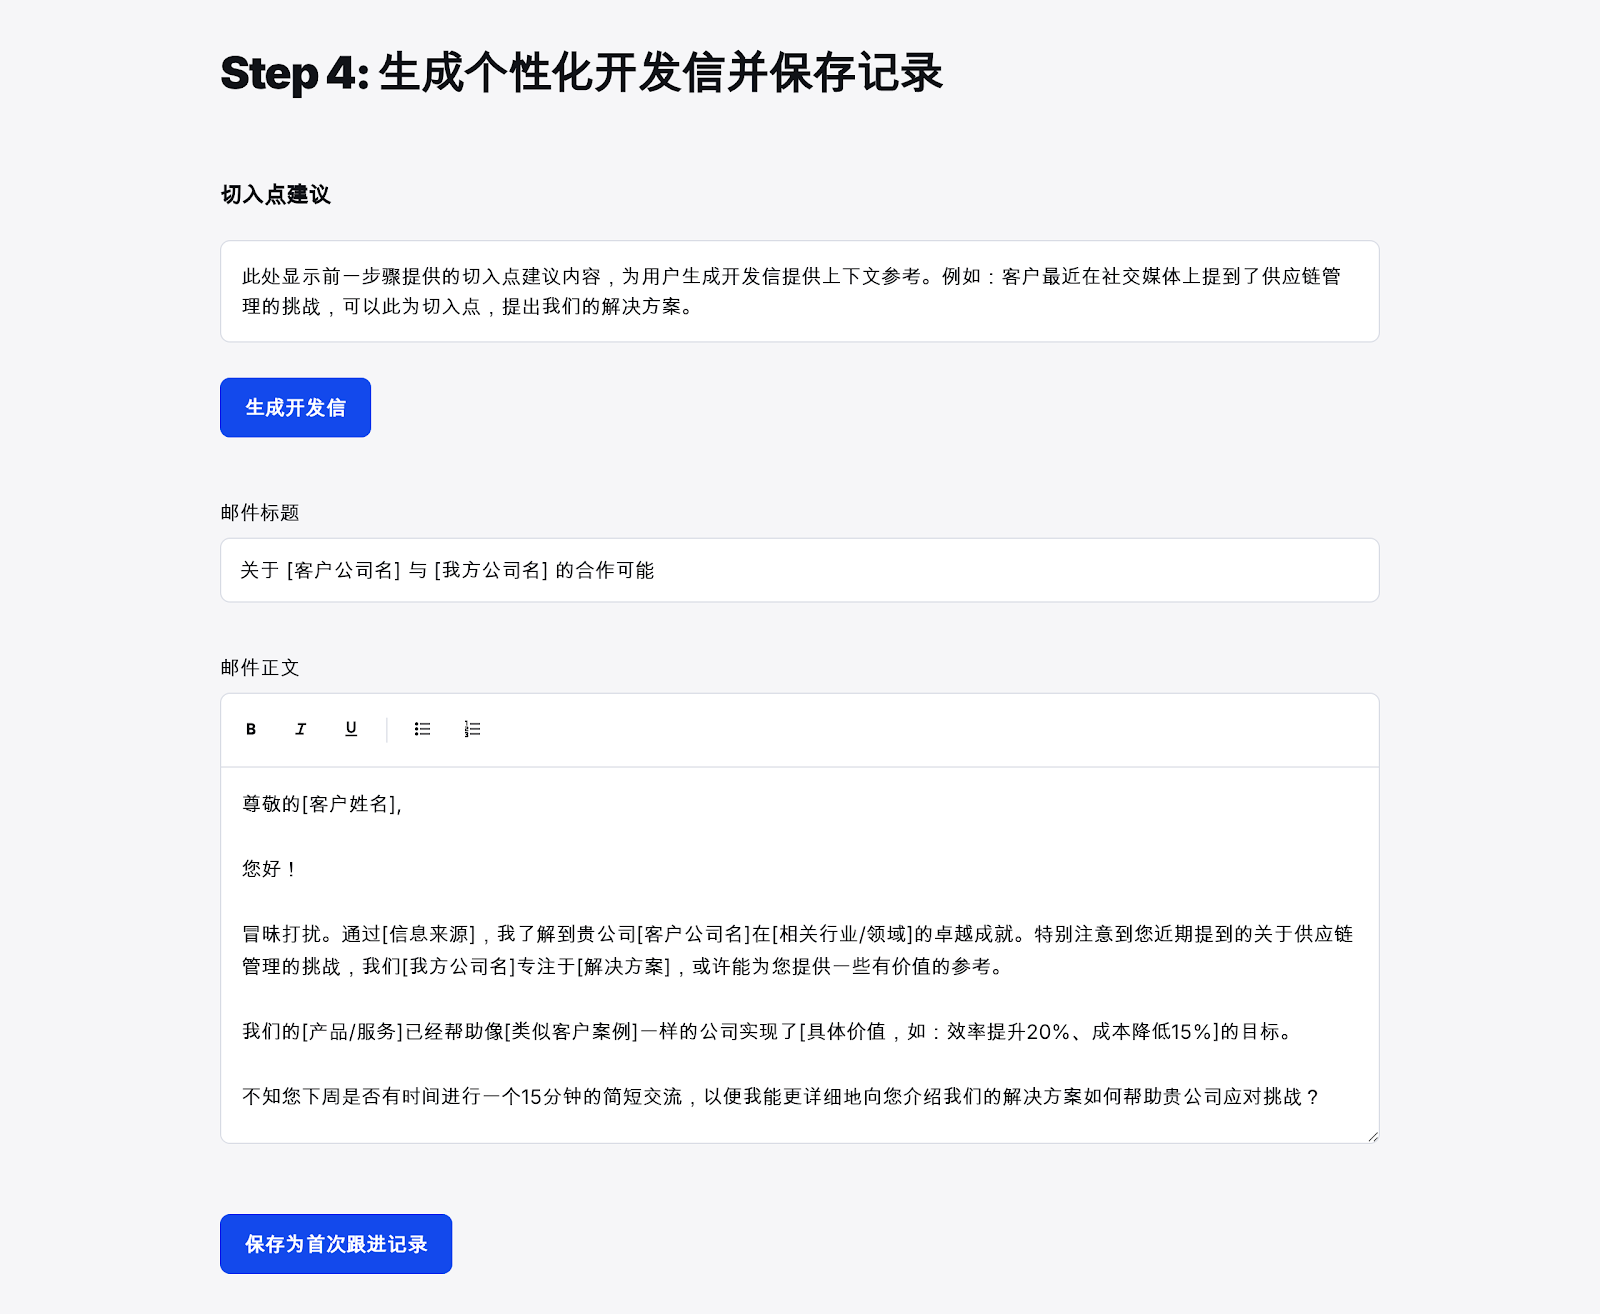 Step 4: 生成个性化开发信并保存记录
切入点建议
此处显示前一步骤提供的切入点建议内容，为用户生成开发信提供上下文参考。例如：客户最近在社交媒体上提到了供应链管
理的挑战，可以此为切入点，提出我们的解决方案。
生成开发信
邮件标题
关于 [客户公司名] 与 [我方公司名] 的合作可能
邮件正文
B I U
尊敬的[客户姓名],
您好！
冒昧打扰。通过[信息来源]，我了解到贵公司[客户公司名]在[相关行业/领域]的卓越成就。特别注意到您近期提到的关于供应链
管理的挑战，我们[我方公司名]专注于[解决方案]，或许能为您提供一些有价值的参考。
我们的[产品/服务]已经帮助像[类似客户案例]一样的公司实现了[具体价值，如：效率提升20%、成本降低15%]的目标。
不知您下周是否有时间进行一个15分钟的简短交流，以便我能更详细地向您介绍我们的解决方案如何帮助贵公司应对挑战？
保存为首次跟进记录